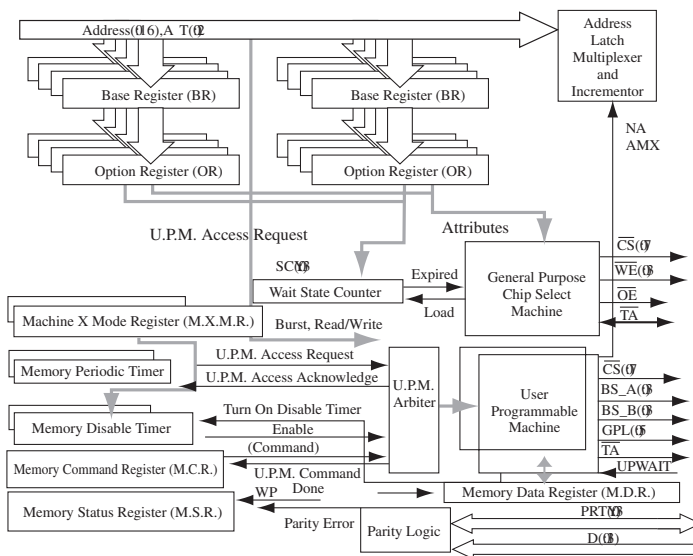 Address
Latch
Multiplexer
and
Incrementor
Base Register (BR)
Base Register (BR)
NA
AMX
Option Register (OR)
Option Register (OR)
U.P.M. Access Request
Attributes
Wait State Counter
Expired
Load
General Purpose
Chip Select
Machine
OE
TA
Machine X Mode Register (M.X.M.R.)
Burst, Read/Write
Memory Periodic Timer
U.P.M. Access Request
U.P.M. Access Acknowledge
U.P.M.
Arbiter
User
Programmable
Machine
Memory Disable Timer
Turn On Disable Timer
Enable
(Command)
TA
UPWAIT
Memory Command Register (M.C.R.)
U.P.M. Command
Done
WP
Memory Data Register (M.D.R.)
Memory Status Register (M.S.R.)
Parity Error
Parity Logic